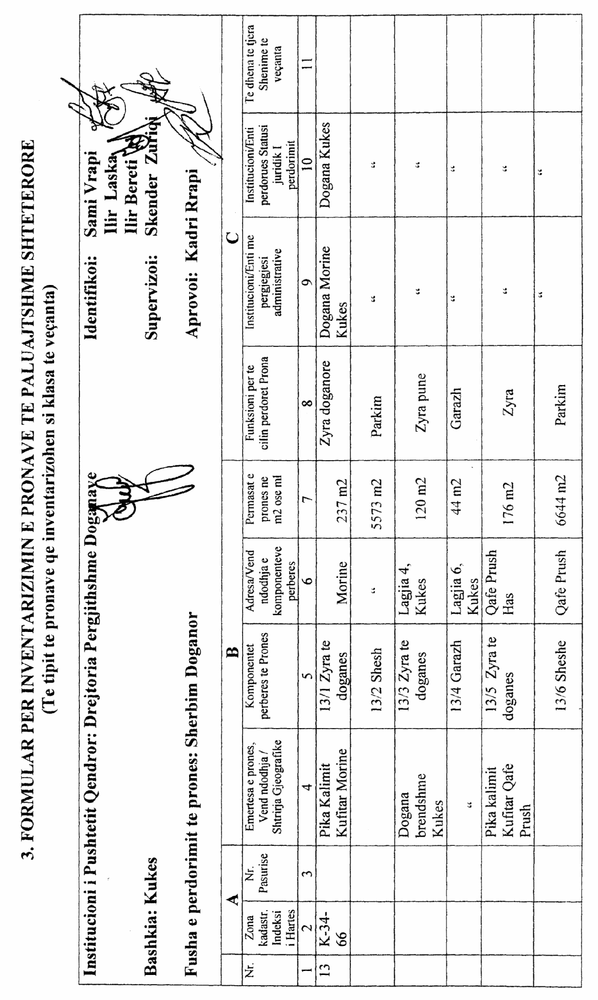 3. FORMULAR PER INVENTARIZIMIN E PRONAVE TE PALUAJTSHME SHTETERORE
(Te tipit te pronave qe inventarizohen si klasa te veçanta)
Institucioni i Pushtetit Qendror: Drejtoria Pergjithshme Doganave
Identifikoi: Sami Vrapi
Ilir Laska
Ilir Bereti
Bashkia: Kukes
Supervizoi: Skender Zuriqi
Fusha e perdorimit te prones: Sherbim Doganor
Aprovoi: Kadri Rrapi
A B C
Nr. | Zona kadastr. Indeksi i Hartes | Nr. Pasurise | Emertesa e prones, Vend ndodhja / Shtrirja Gjeografike | Komponentet perberes te Prones | Adresa/Vend ndodhja e komponenteve perberes | Permasat e prones ne m2 ose ml | Funksioni per te cilin perdoret Prona | Institucioni/Enti me pergjegjesi administrative | Institucioni/Enti perdorues Statusi juridik I perdorimit | Te dhena te tjera Shenime te veçanta
1 | 2 | 3 | 4 | 5 | 6 | 7 | 8 | 9 | 10 | 11
13 | K-34-66 | | Pika Kalimit Kufitar Morine | 13/1 Zyra te doganes | Morine | 237 m2 | Zyra doganore | Dogana Morine Kukes | Dogana Kukes |
| | | | 13/2 Shesh | “ | 5573 m2 | Parkim | “ | “ |
| | | Dogana brendshme Kukes | 13/3 Zyra te doganes | Lagjia 4, Kukes | 120 m2 | Zyra pune | “ | “ |
| | | “ | 13/4 Garazh | Lagjia 6, Kukes | 44 m2 | Garazh | “ | “ |
| | | Pika kalimit Kufitar Qafe Prush | 13/5 Zyra te doganes | Qafe Prush Has | 176 m2 | Zyra | “ | “ |
| | | | 13/6 Sheshe | Qafe Prush | 6644 m2 | Parkim | “ | “ |